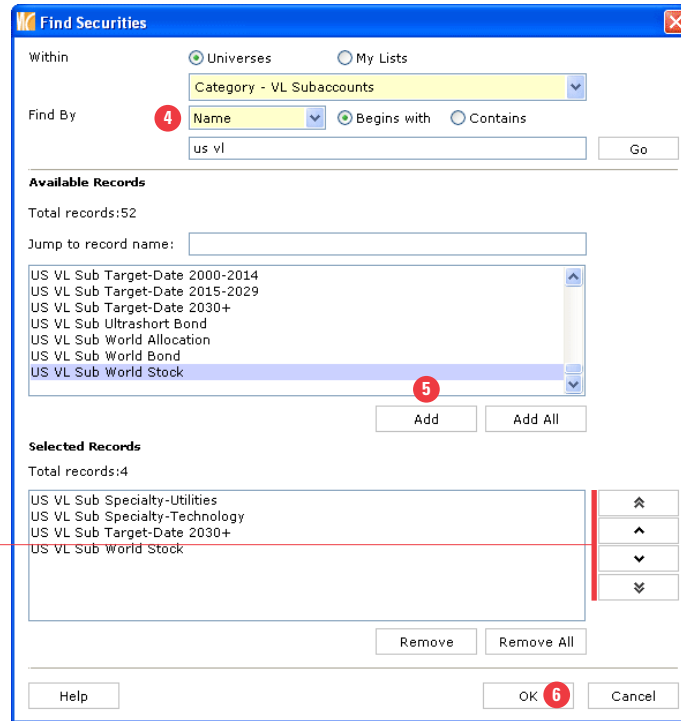 Find Securities
Within Universes My Lists
Category - VL Subaccounts
Find By 4 Name Begins with Contains
us vl Go
Available Records
Total records:52
Jump to record name:
US VL Sub Target-Date 2000-2014
US VL Sub Target-Date 2015-2029
US VL Sub Target-Date 2030+
US VL Sub Ultrashort Bond
US VL Sub World Allocation
US VL Sub World Bond
US VL Sub World Stock
5
Add Add All
Selected Records
Total records:4
US VL Sub Specialty-Utilities
US VL Sub Specialty-Technology
US VL Sub Target-Date 2030+
US VL Sub World Stock
Remove Remove All
Help OK 6 Cancel